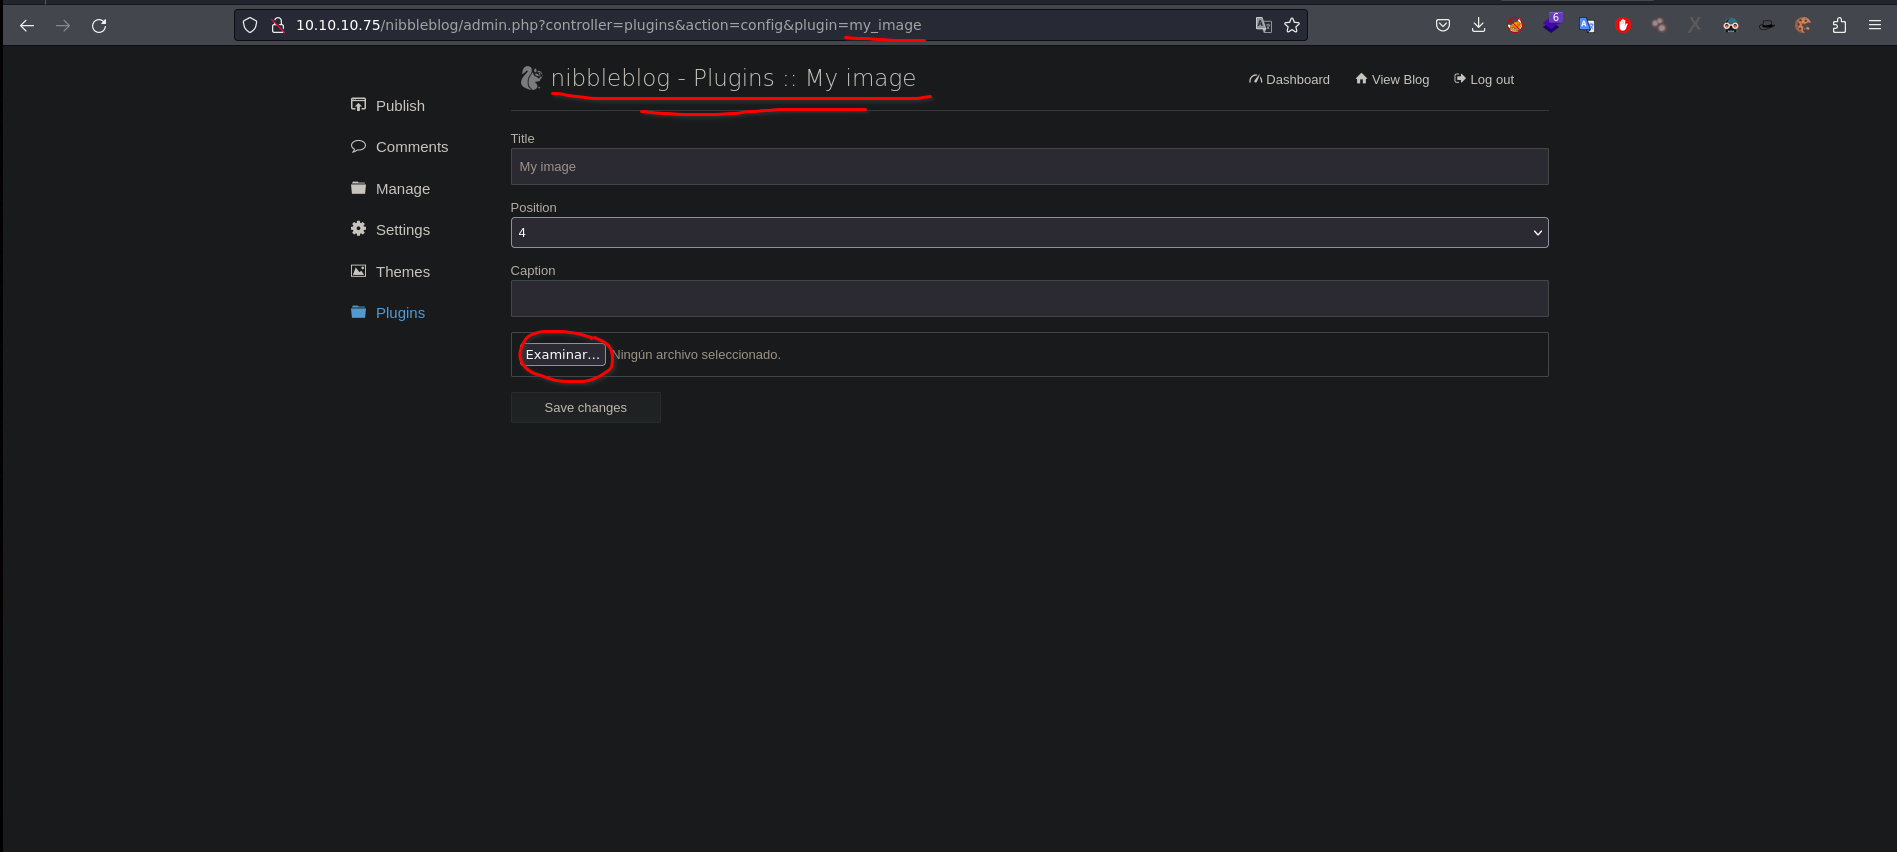 10.10.10.75/nibbleblog/admin.php?controller=plugins&action=config&plugin=my_image
6
nibbleblog - Plugins :: My image
Dashboard
View Blog
Log out
Publish
Comments
Manage
Settings
Themes
Plugins
Title
My image
Position
4
Caption
Examinar... Ningún archivo seleccionado.
Save changes